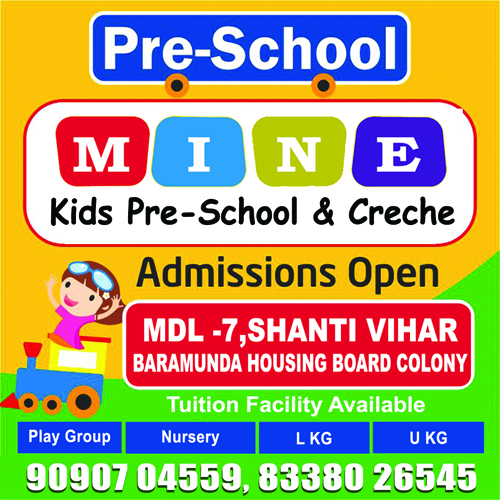 Pre-School
MINE
Kids Pre-School & Creche
Admissions Open
MDL -7,SHANTI VIHAR
BARAMUNDA HOUSING BOARD COLONY
Tuition Facility Available
Play Group Nursery L KG U KG
90907 04559, 83380 26545